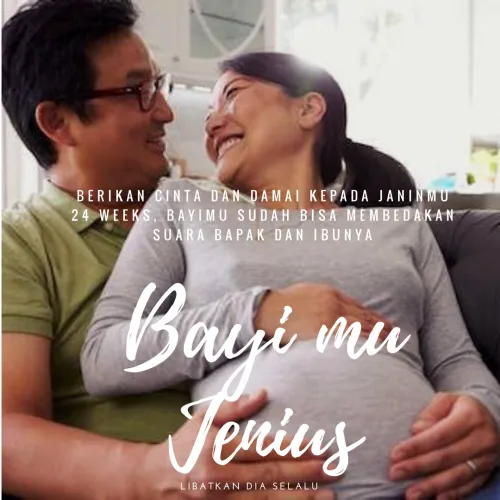 BERIKAN CINTA DAN DAMAI KEPADA JANINMU
24 WEEKS, BAYIMU SUDAH BISA MEMBEDAKAN
SUARA BAPAK DAN IBUNYA
Bayi mu
Jenius
LIBATKAN DIA SELALU